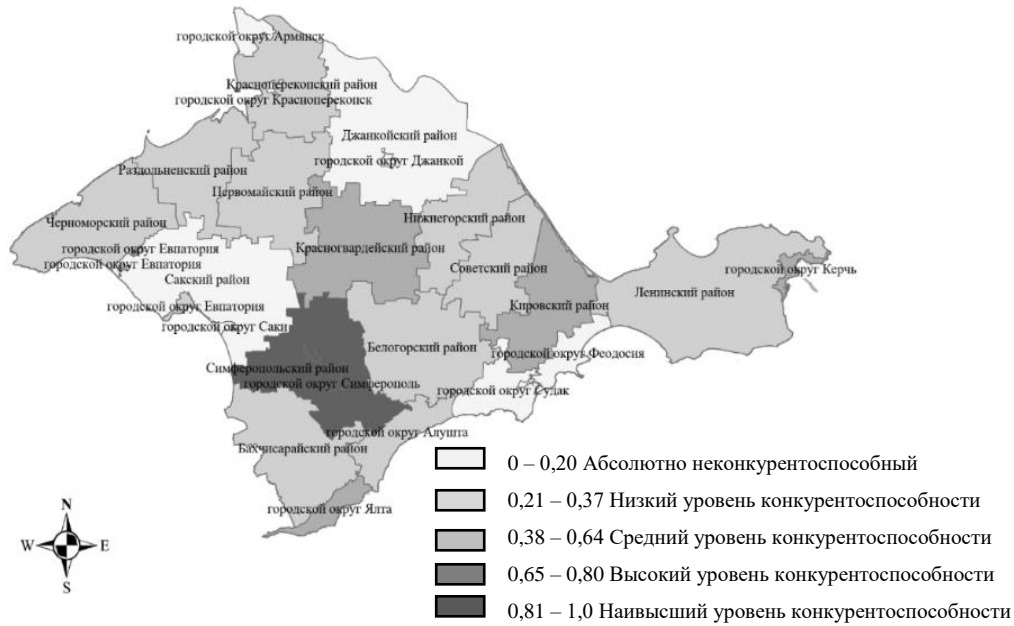 городской округ Армянск
Красноперекопский район
городской округ Красноперекопск
Джанкойский район
городской округ Джанкой
Раздольненский район
Первомайский район
Нижнегорский район
Черноморский район
городской округ Евпатория
Красногвардейский район
городской округ Евпатория
Советский район
городской округ Керчь
Сакский район
Ленинский район
городской округ Евпатория
Кировский район
городской округ Саки
Белогорский район
городской округ Феодосия
Симферопольский район
городской округ Симферополь
городской округ Судак
городской округ Алушта
Бахчисарайский район
городской округ Ялта
0 – 0,20 Абсолютно неконкурентоспособный
0,21 – 0,37 Низкий уровень конкурентоспособности
0,38 – 0,64 Средний уровень конкурентоспособности
0,65 – 0,80 Высокий уровень конкурентоспособности
0,81 – 1,0 Наивысший уровень конкурентоспособности
N
W E
S